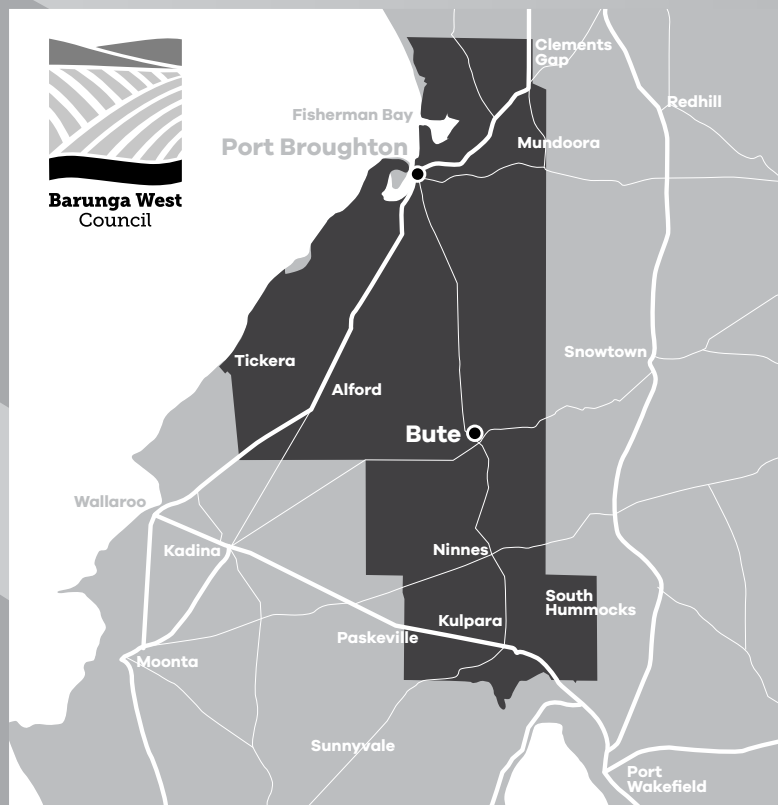 Barunga West
Council
Clements
Gap
Redhill
Fisherman Bay
Port Broughton
Mundoora
Snowtown
Tickera
Alford
Bute
Wallaroo
Kadina
Ninnes
South
Hummocks
Kulpara
Paskeville
Moonta
Sunnyvale
Port
Wakefield